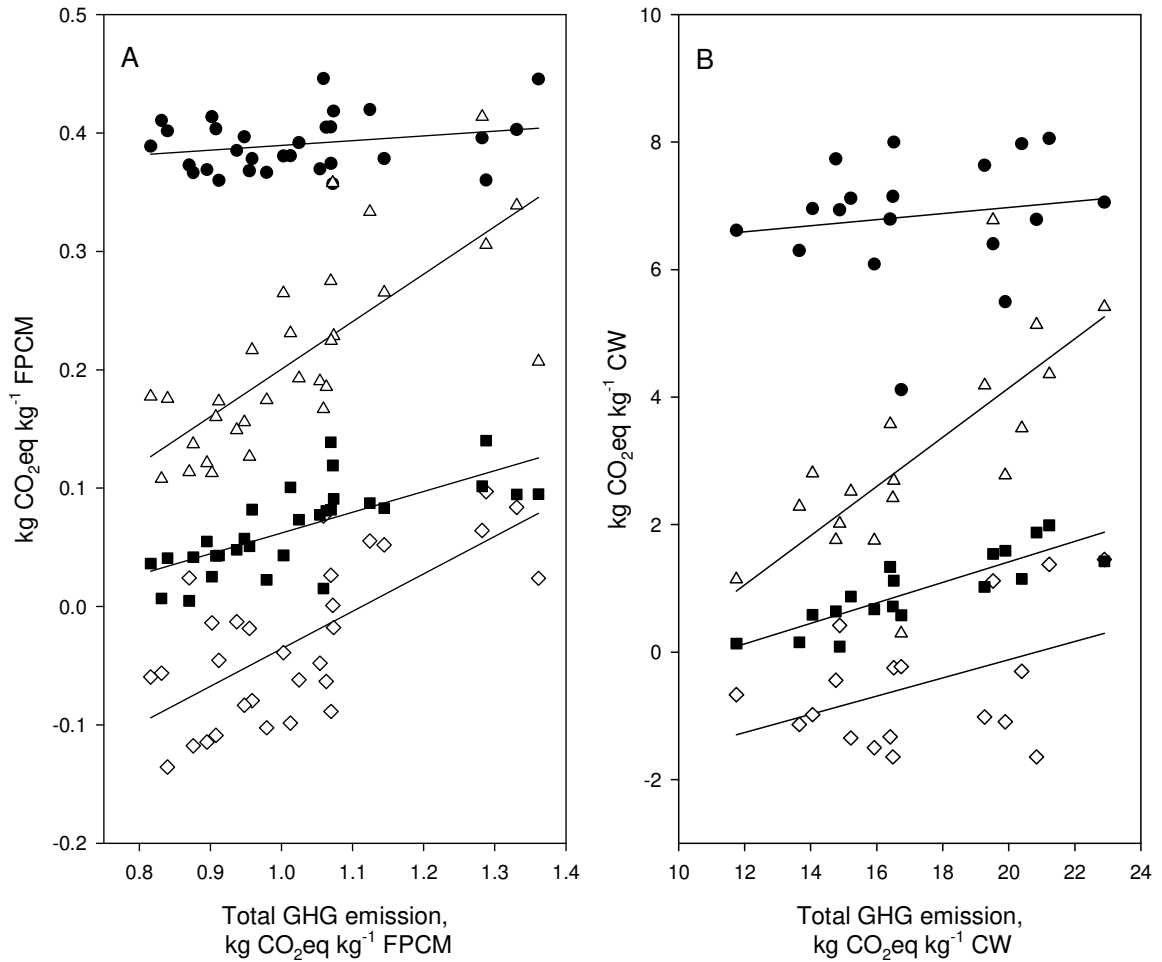 A
0.5
0.4
0.3
0.2
0.1
0.0
-0.1
-0.2
kg CO₂eq kg⁻¹ FPCM
0.8 0.9 1.0 1.1 1.2 1.3 1.4
Total GHG emission,
kg CO₂eq kg⁻¹ FPCM
B
10
8
6
4
2
0
-2
kg CO₂eq kg⁻¹ CW
10 12 14 16 18 20 22 24
Total GHG emission,
kg CO₂eq kg⁻¹ CW